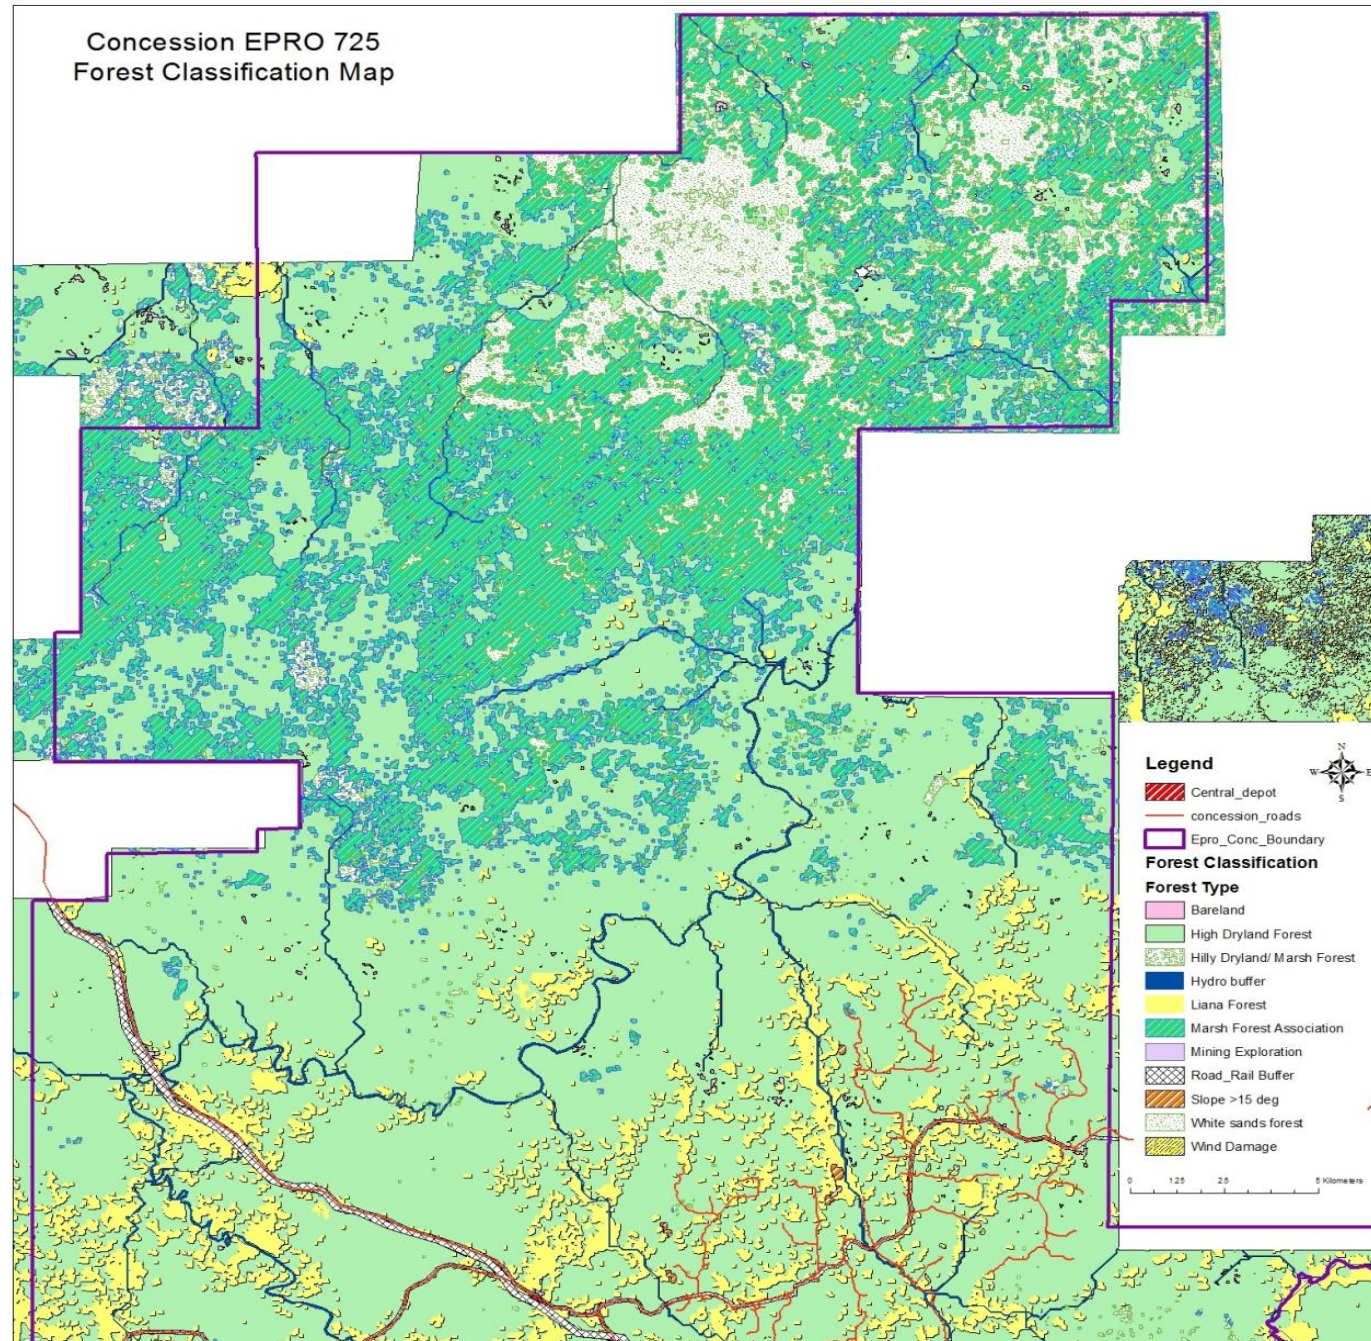 Concession EPRO 725
Forest Classification Map
Legend
N
W
E
S
Central_depot
concession_roads
Epro_Conc_Boundary
Forest Classification
Forest Type
Bareland
High Dryland Forest
Hilly Dryland/ Marsh Forest
Hydro buffer
Liana Forest
Marsh Forest Association
Mining Exploration
Road_Rail Buffer
Slope >15 deg
White sands forest
Wind Damage
0 1.25 2.5 5 Kilometers